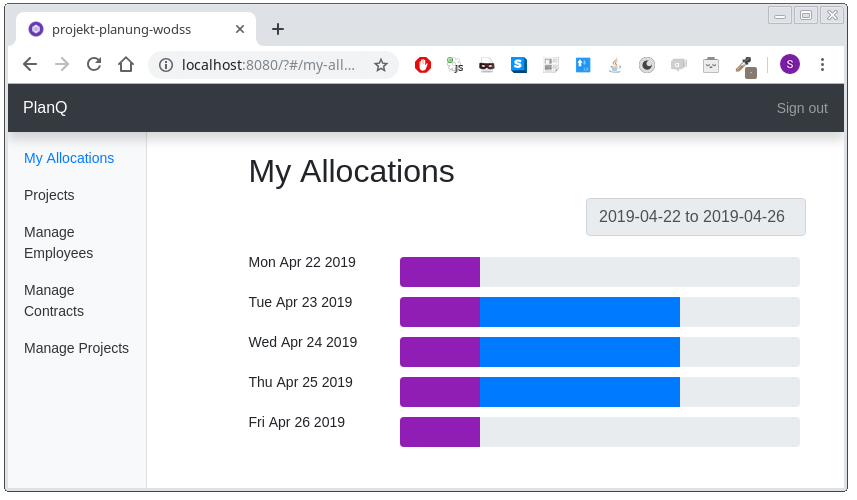 projekt-planung-wodss
localhost:8080/?#/my-all...
js
S
S
PlanQ
Sign out
My Allocations
Projects
Manage
Employees
Manage
Contracts
Manage Projects
My Allocations
2019-04-22 to 2019-04-26
Mon Apr 22 2019
Tue Apr 23 2019
Wed Apr 24 2019
Thu Apr 25 2019
Fri Apr 26 2019